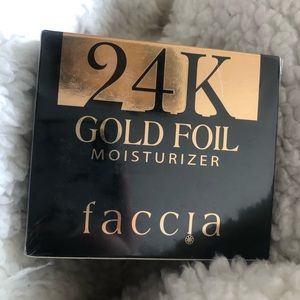 24K
GOLD FOIL
MOISTURIZER
faccia